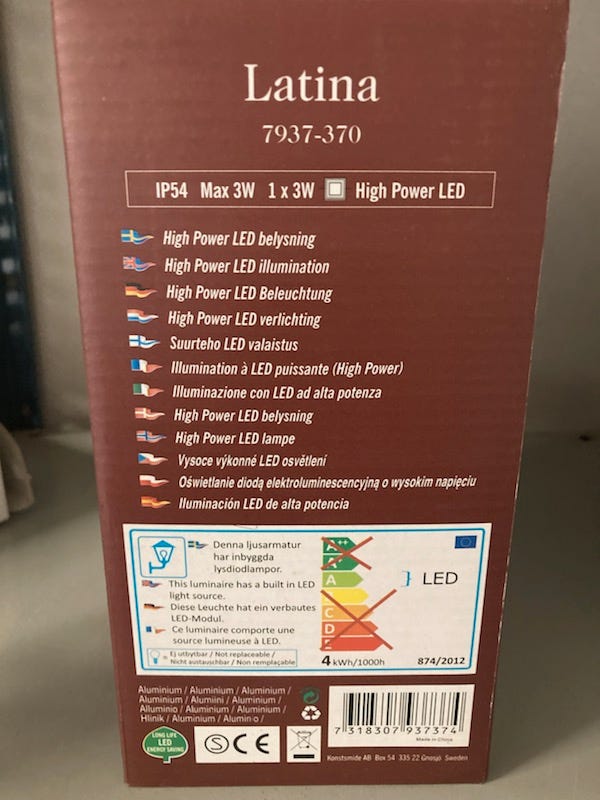 Latina
7937-370
IP54 Max 3W 1 x 3W High Power LED
High Power LED belysning
High Power LED illumination
High Power LED Beleuchtung
High Power LED verlichting
Suurteho LED valaistus
Illumination à LED puissante (High Power)
Illuminazione con LED ad alta potenza
High Power LED belysning
High Power LED lampe
Vysoce výkonné LED osvětlení
Oświetlanie diodą elektroluminescencyjną o wysokim napięciu
Iluminación LED de alta potencia
Denna ljusarmatur
har inbyggda
lysdiodlampor.
This luminaire has a built in LED
light source.
Diese Leuchte hat ein verbautes
LED-Modul.
Ce luminaire comporte une
source lumineuse à LED.
Ej utbytbar / Not replaceable /
Nicht austauschbar / Non remplaçable
A++
A+
A
C
D
E
LED
4 kWh/1000h
874/2012
Aluminium / Aluminium / Aluminium /
Aluminium / Alumiini / Aluminium /
Alluminio / Aluminium / Aluminium /
Hliník / Aluminium / Aluminio /
LONG LIFE
LED
ENERGY SAVING
S CE
7 318307 937374
Made in China
Konstsmide AB Box 54 335 22 Gnosjö Sweden